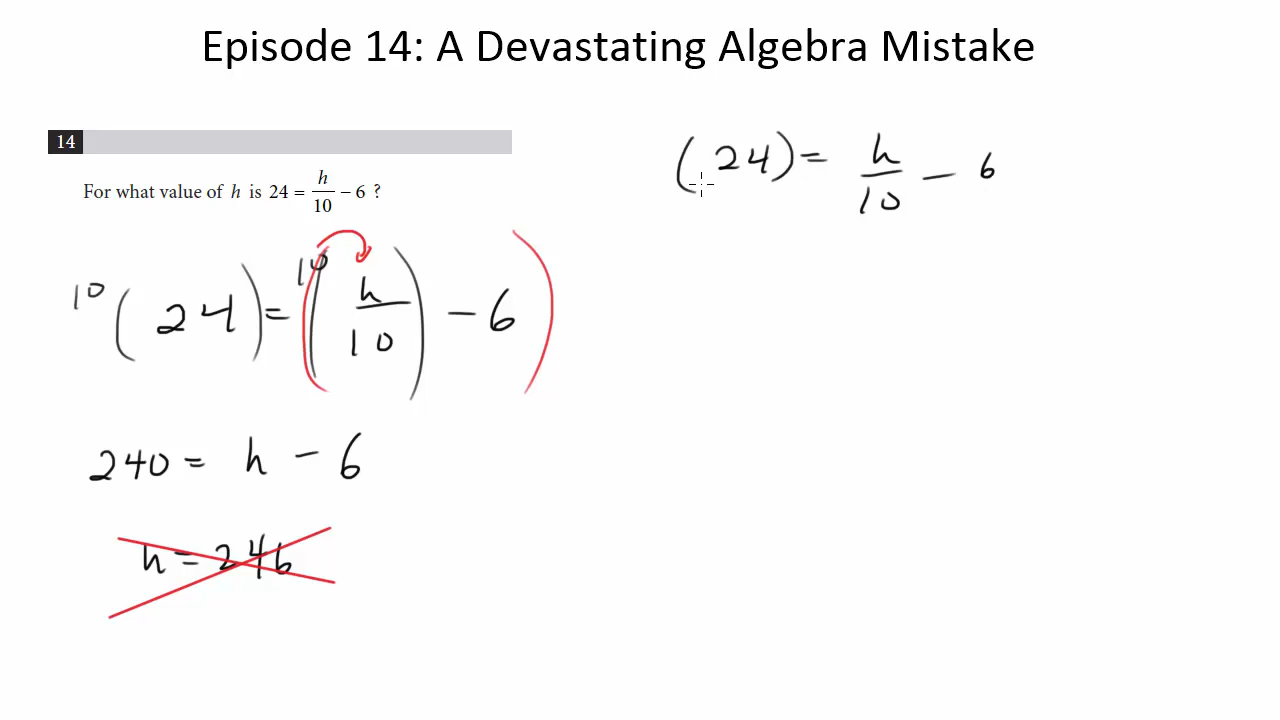 Episode 14: A Devastating Algebra Mistake
14
For what value of h is 24 = h/10 − 6 ?
10 ( 24 ) = 10 ( h/10 ) − 6 )
240 = h − 6
h = 246
( 24 ) = h/10 − 6